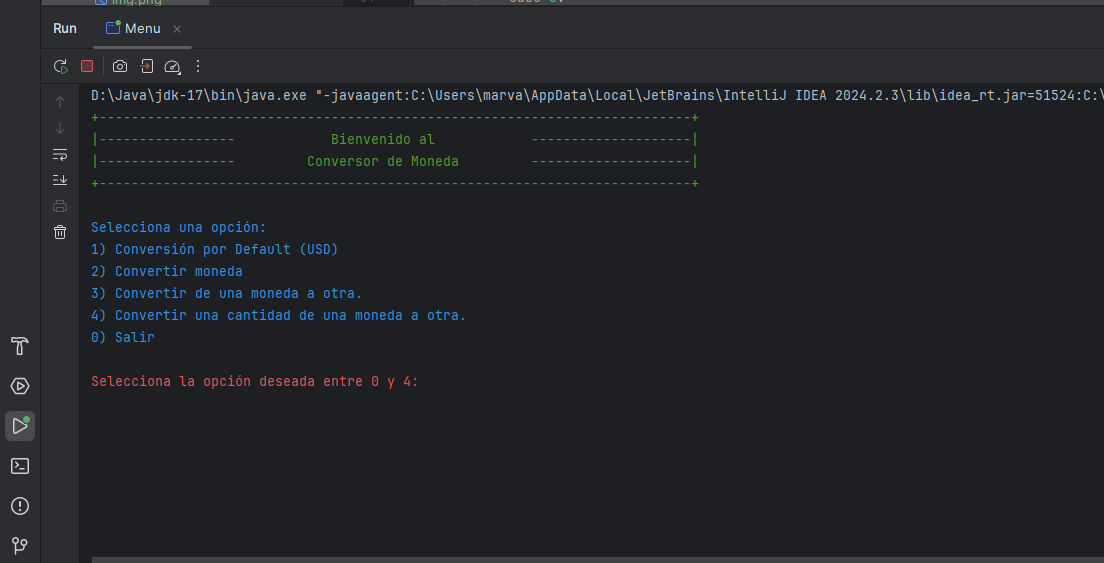 img.png
Run Menu
D:\Java\jdk-17\bin\java.exe "-javaagent:C:\Users\marva\AppData\Local\JetBrains\IntelliJ IDEA 2024.2.3\lib\idea_rt.jar=51524:C:\
+--------------------------------------------------------------------------+
|----------------- Bienvenido al --------------------|
|----------------- Conversor de Moneda --------------------|
+--------------------------------------------------------------------------+
Selecciona una opción:
1) Conversión por Default (USD)
2) Convertir moneda
3) Convertir de una moneda a otra.
4) Convertir una cantidad de una moneda a otra.
0) Salir
Selecciona la opción deseada entre 0 y 4: